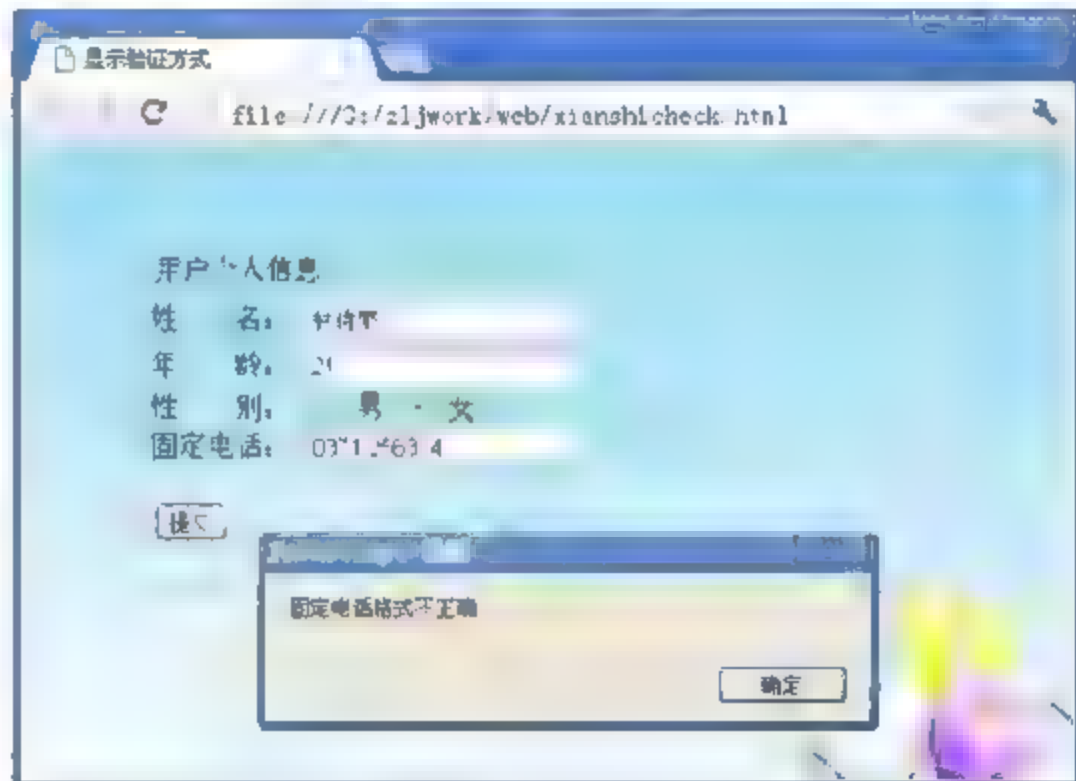 显示验证方式
file ///G:/zljwork/web/xianshicheck.html
用户个人信息
姓 名：
年 龄：
性 别： 男 女
固定电话：
提交
固定电话格式不正确
确定